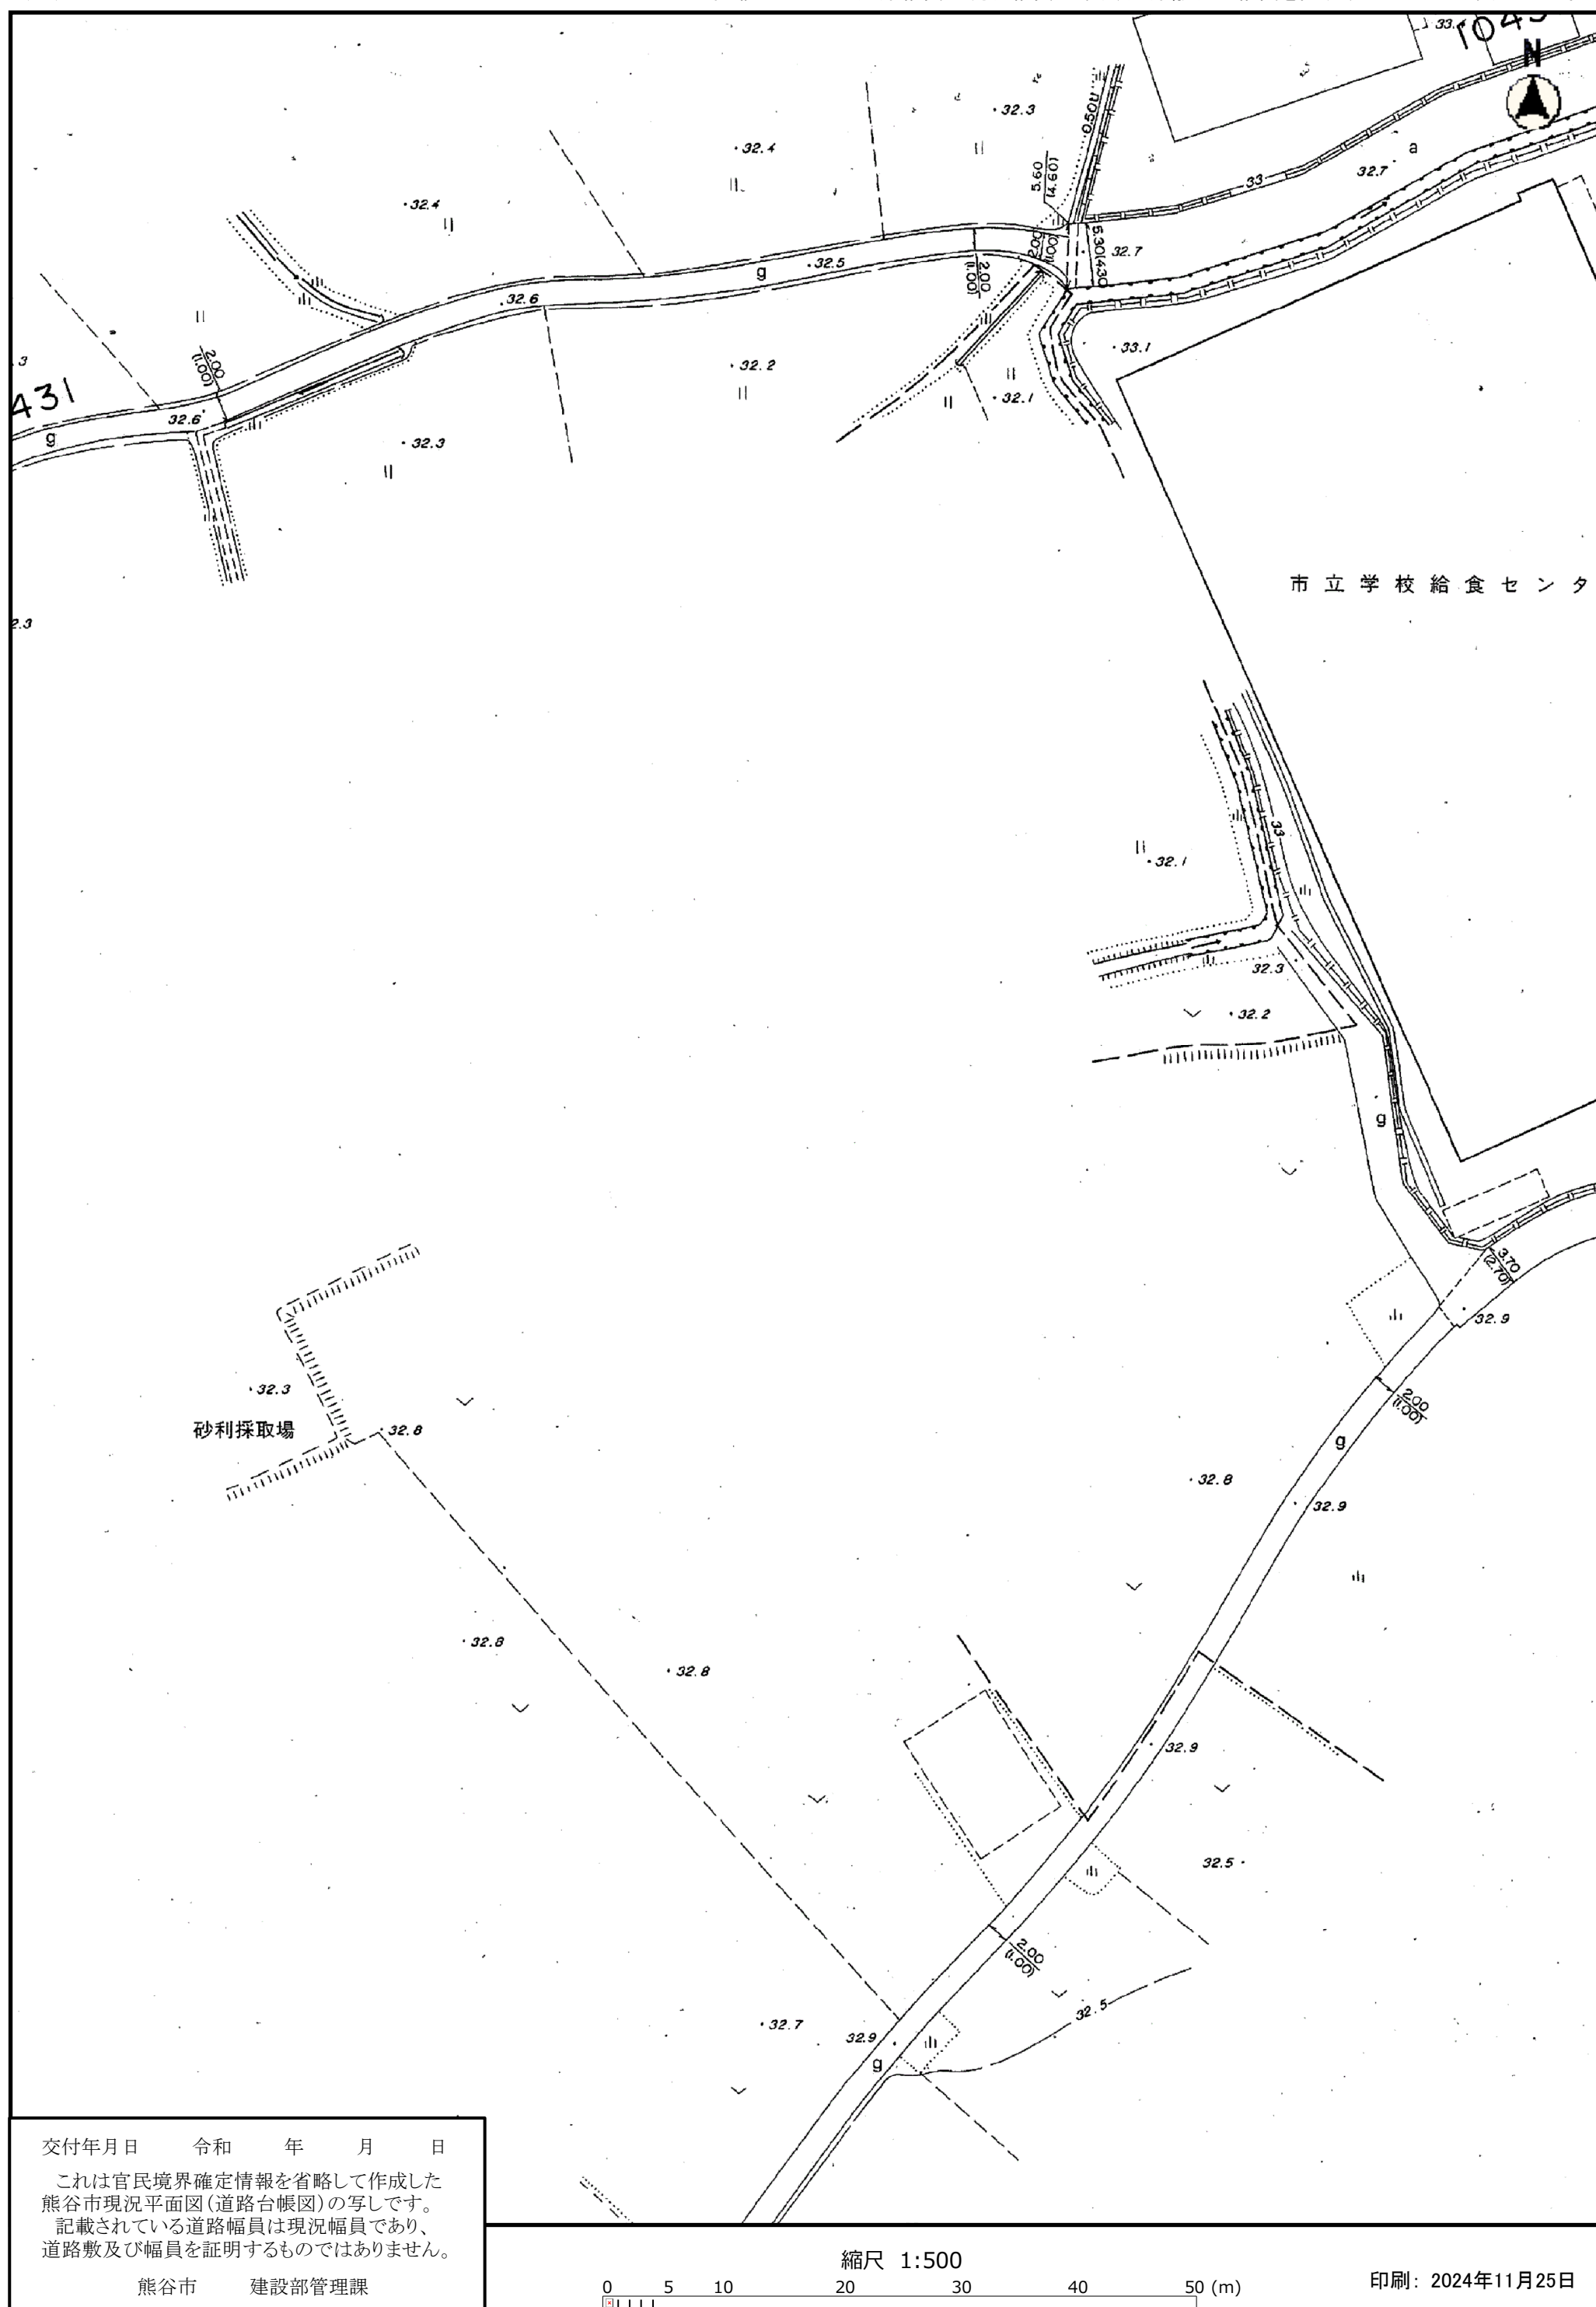 1043
N
33.4
32.3
0.50U
32.4
a
32.7
33
5.60
(4.60)
32.4
5.30(4.30)
32.7
2.00
(1.00)
g
32.5
2.00
(1.00)
32.6
33.1
.3
2.00
(1.00)
32.2
32.1
431
32.6
g
32.3
市立学校給食センタ
2.3
33
32.1
32.3
32.2
g
3.70
(2.70)
32.9
32.3
砂利採取場
32.8
2.00
(1.00)
g
32.8
32.9
32.8
32.8
32.9
32.5
2.00
(1.00)
32.5
32.7
32.9
g
交付年月日 令和 年 月 日
これは官民境界確定情報を省略して作成した
熊谷市現況平面図(道路台帳図)の写しです。
記載されている道路幅員は現況幅員であり、
道路敷及び幅員を証明するものではありません。
熊谷市 建設部管理課
縮尺 1:500
0 5 10 20 30 40 50 (m)
印刷: 2024年11月25日